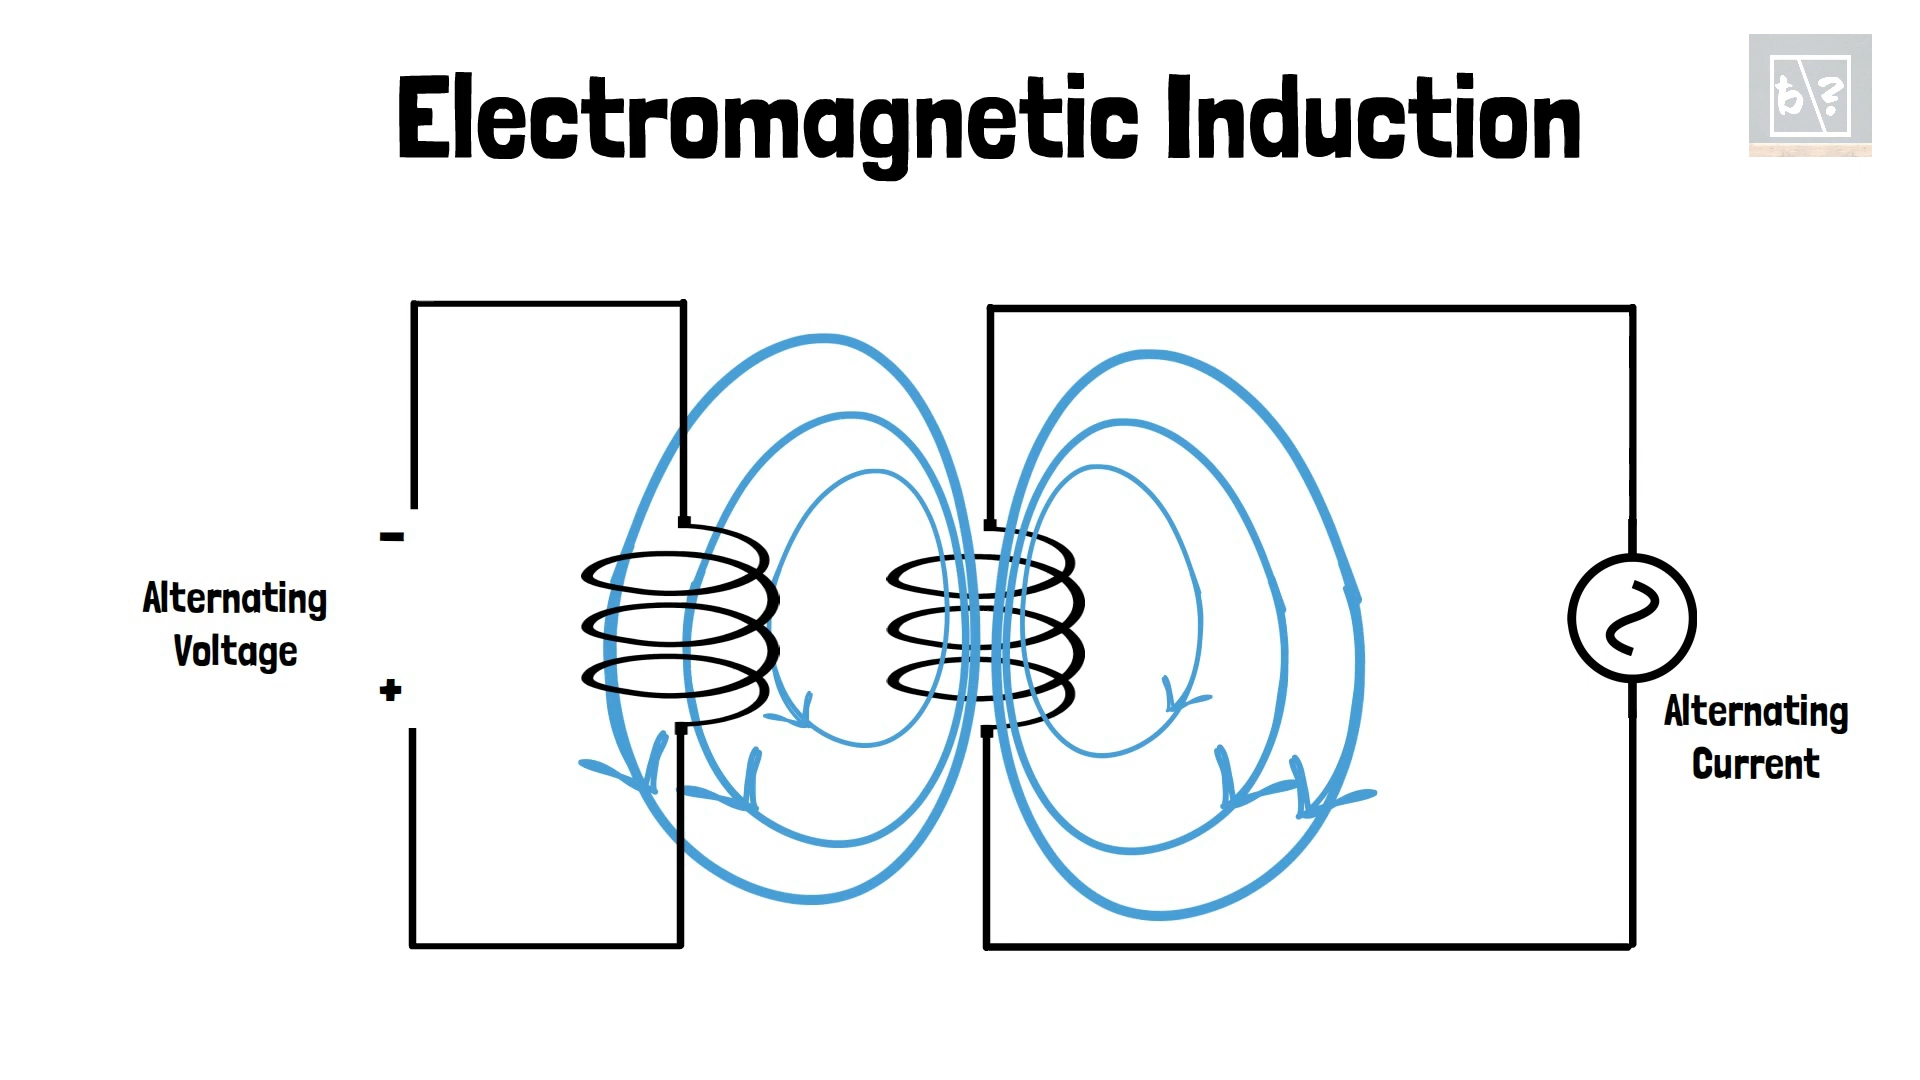 Electromagnetic Induction
-
Alternating
Voltage
+
Alternating
Current